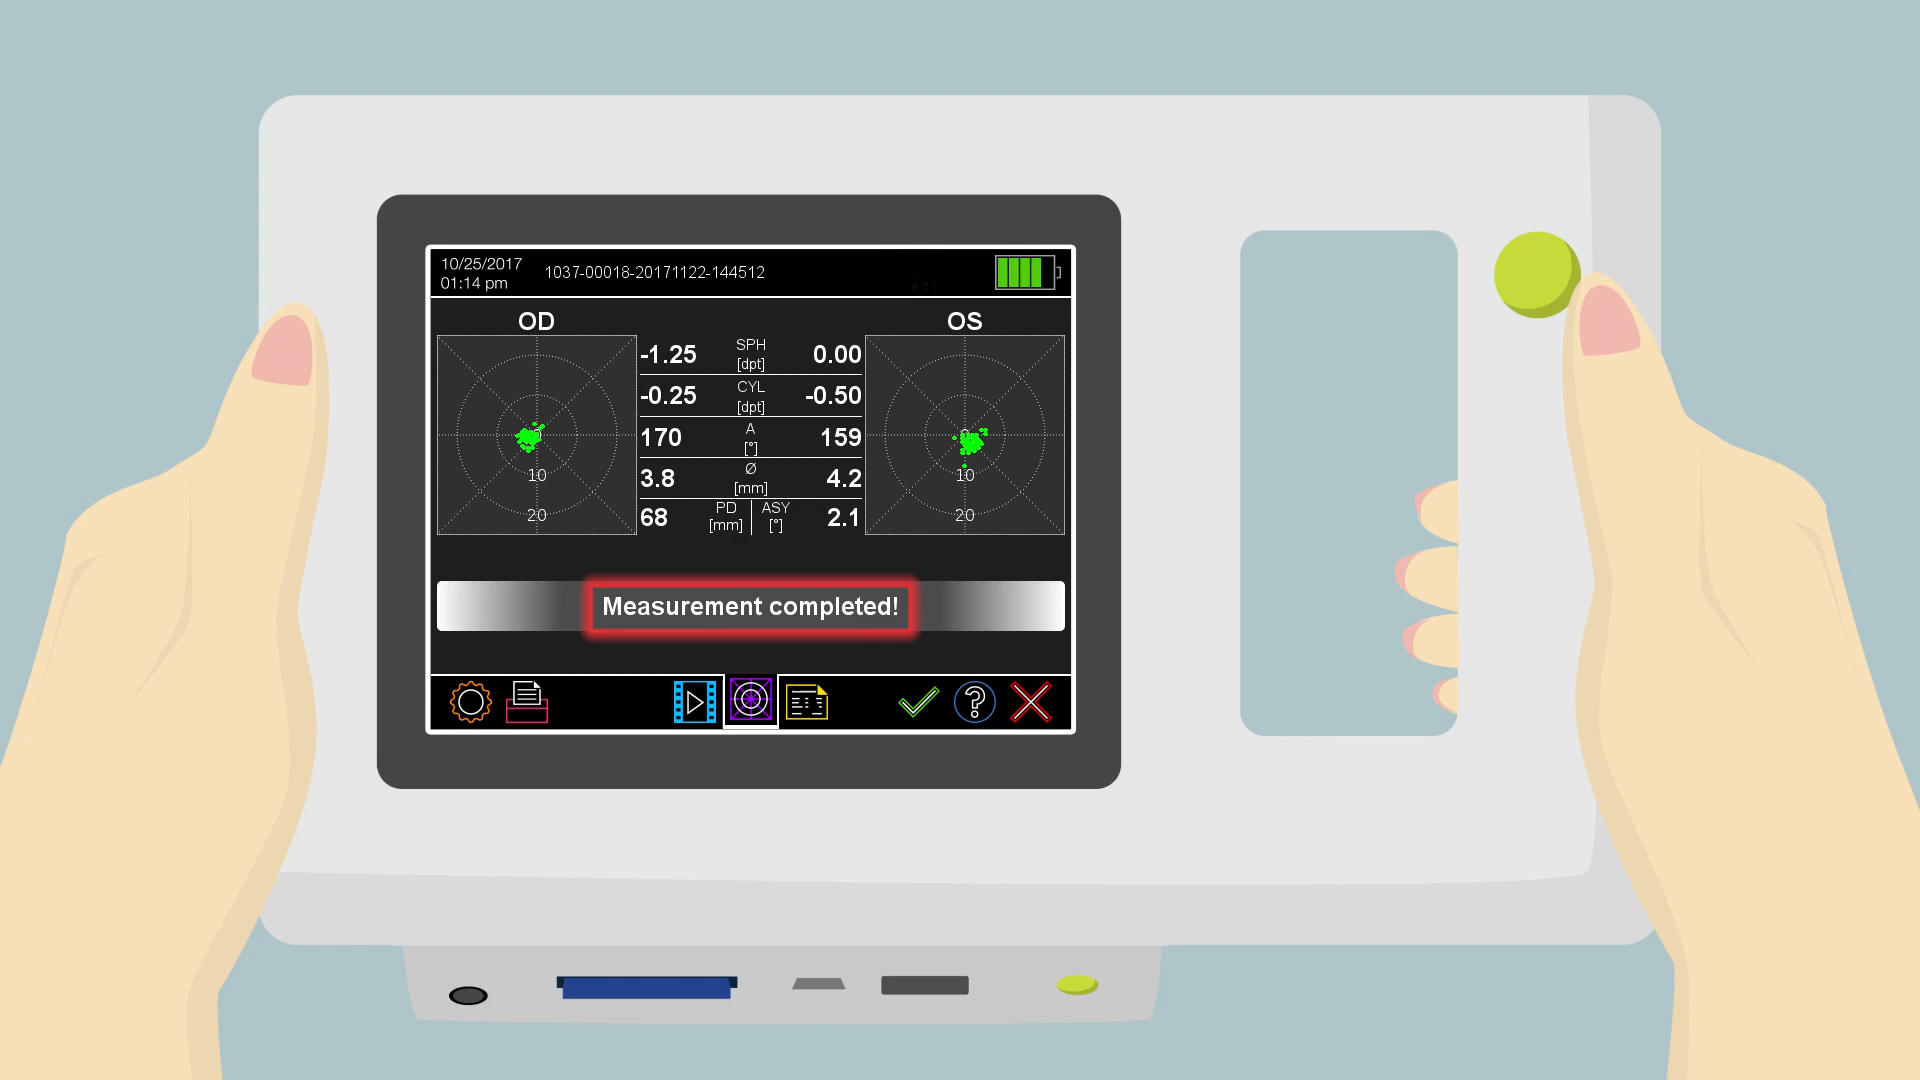 10/25/2017
01:14 pm
1037-00018-20171122-144512
OD
OS
-1.25 SPH [dpt] 0.00
-0.25 CYL [dpt] -0.50
170 A [°] 159
3.8 Ø [mm] 4.2
68 PD [mm] ASY [°] 2.1
0
10
20
0
10
20
Measurement completed!
?